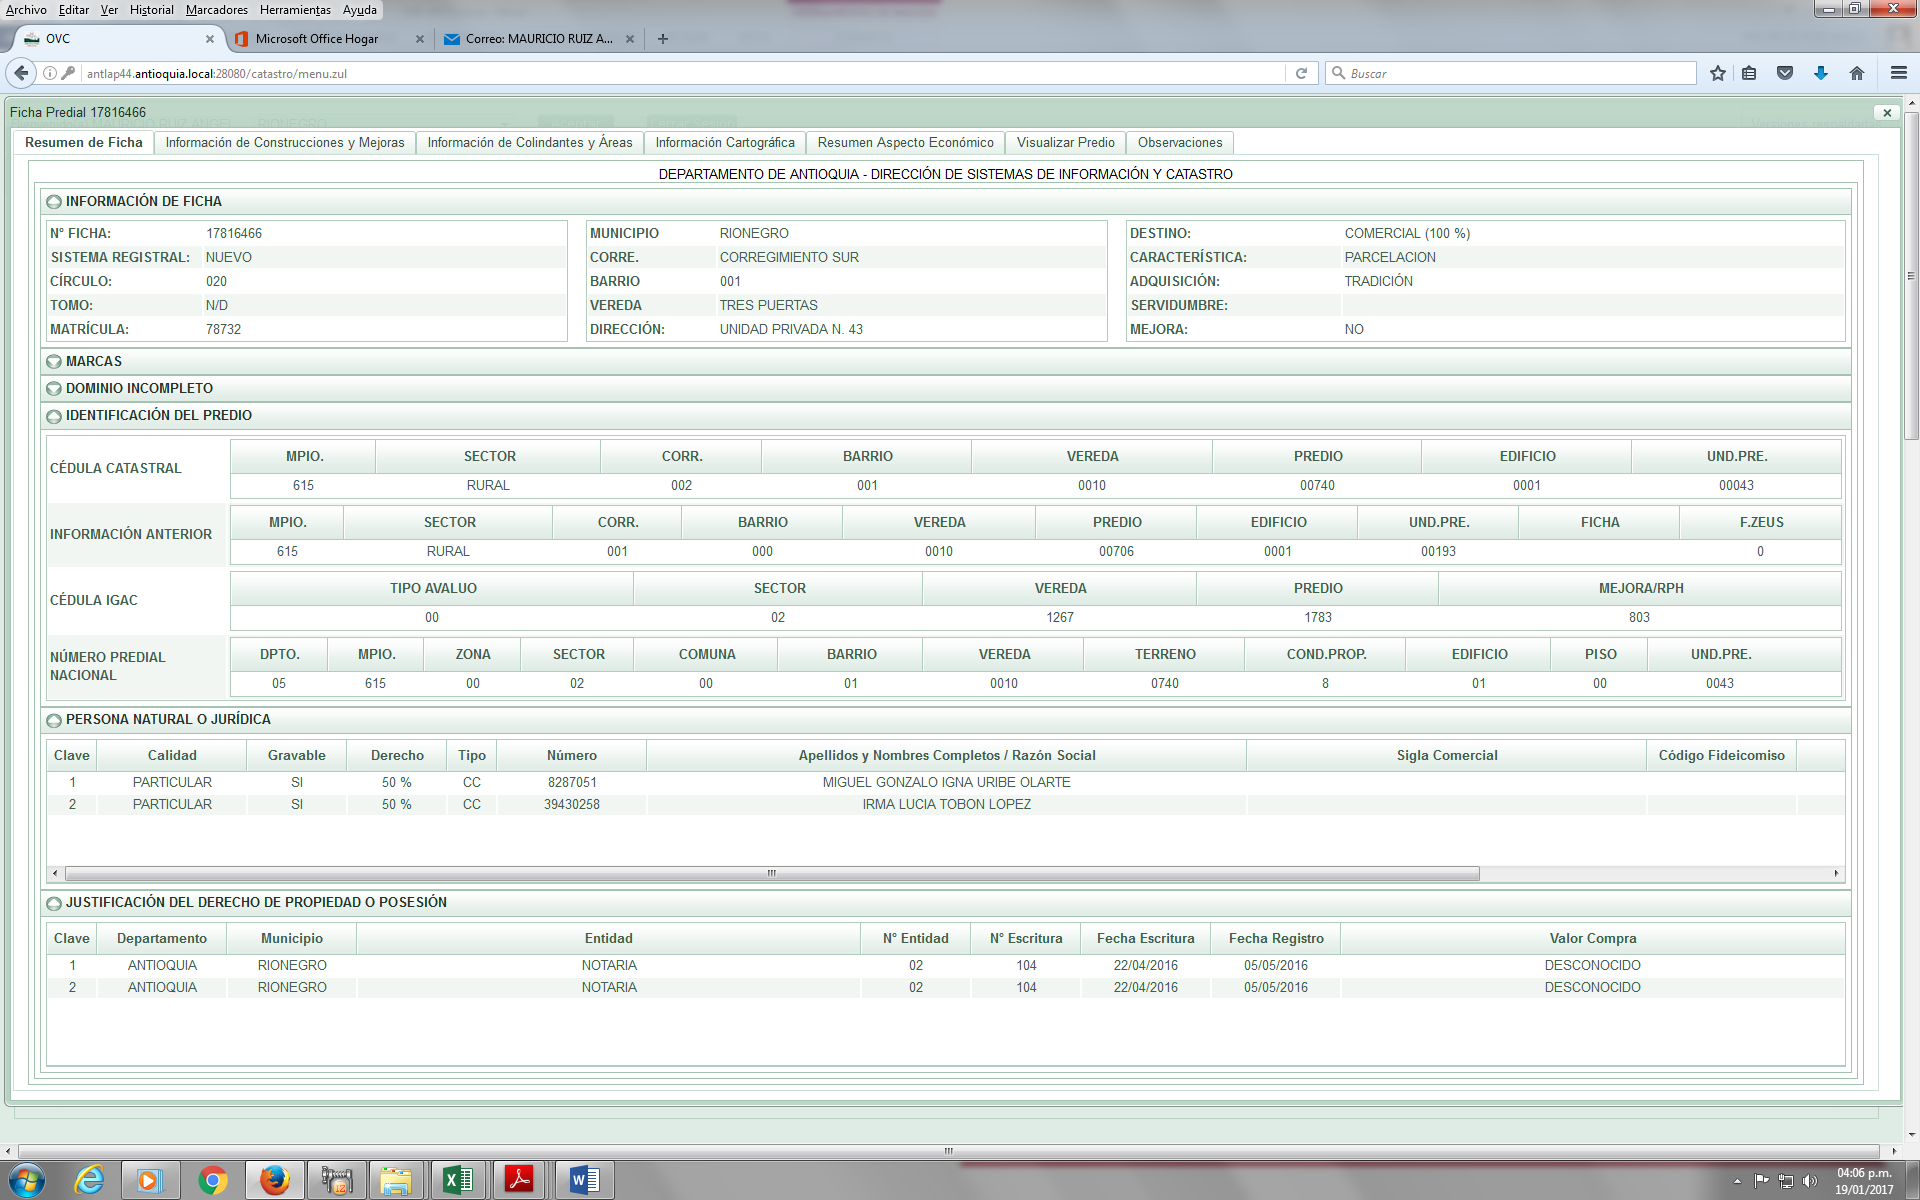 Archivo Editar Ver Historial Marcadores Herramientas Ayuda
OVC Microsoft Office Hogar Correo: MAURICIO RUIZ A...
antlap44.antioquia.local:28080/catastro/menu.zul Buscar
Ficha Predial 17816466
Resumen de Ficha Información de Construcciones y Mejoras Información de Colindantes y Áreas Información Cartográfica Resumen Aspecto Económico Visualizar Predio Observaciones
DEPARTAMENTO DE ANTIOQUIA - DIRECCIÓN DE SISTEMAS DE INFORMACIÓN Y CATASTRO
INFORMACIÓN DE FICHA
N° FICHA: 17816466 MUNICIPIO RIONEGRO DESTINO: COMERCIAL (100 %)
SISTEMA REGISTRAL: NUEVO CORRE. CORREGIMIENTO SUR CARACTERÍSTICA: PARCELACION
CÍRCULO: 020 BARRIO 001 ADQUISICIÓN: TRADICIÓN
TOMO: N/D VEREDA TRES PUERTAS SERVIDUMBRE:
MATRÍCULA: 78732 DIRECCIÓN: UNIDAD PRIVADA N. 43 MEJORA: NO
MARCAS
DOMINIO INCOMPLETO
IDENTIFICACIÓN DEL PREDIO
CÉDULA CATASTRAL
MPIO. SECTOR CORR. BARRIO VEREDA PREDIO EDIFICIO UND.PRE.
615 RURAL 002 001 0010 00740 0001 00043
INFORMACIÓN ANTERIOR
MPIO. SECTOR CORR. BARRIO VEREDA PREDIO EDIFICIO UND.PRE. FICHA F.ZEUS
615 RURAL 001 000 0010 00706 0001 00193 0
CÉDULA IGAC
TIPO AVALUO SECTOR VEREDA PREDIO MEJORA/RPH
00 02 1267 1783 803
NÚMERO PREDIAL NACIONAL
DPTO. MPIO. ZONA SECTOR COMUNA BARRIO VEREDA TERRENO COND.PROP. EDIFICIO PISO UND.PRE.
05 615 00 02 00 01 0010 0740 8 01 00 0043
PERSONA NATURAL O JURÍDICA
Clave Calidad Gravable Derecho Tipo Número Apellidos y Nombres Completos / Razón Social Sigla Comercial Código Fideicomiso
1 PARTICULAR SI 50 % CC 8287051 MIGUEL GONZALO IGNA URIBE OLARTE
2 PARTICULAR SI 50 % CC 39430258 IRMA LUCIA TOBON LOPEZ
JUSTIFICACIÓN DEL DERECHO DE PROPIEDAD O POSESIÓN
Clave Departamento Municipio Entidad N° Entidad N° Escritura Fecha Escritura Fecha Registro Valor Compra
1 ANTIOQUIA RIONEGRO NOTARIA 02 104 22/04/2016 05/05/2016 DESCONOCIDO
2 ANTIOQUIA RIONEGRO NOTARIA 02 104 22/04/2016 05/05/2016 DESCONOCIDO
04:06 p.m.
19/01/2017